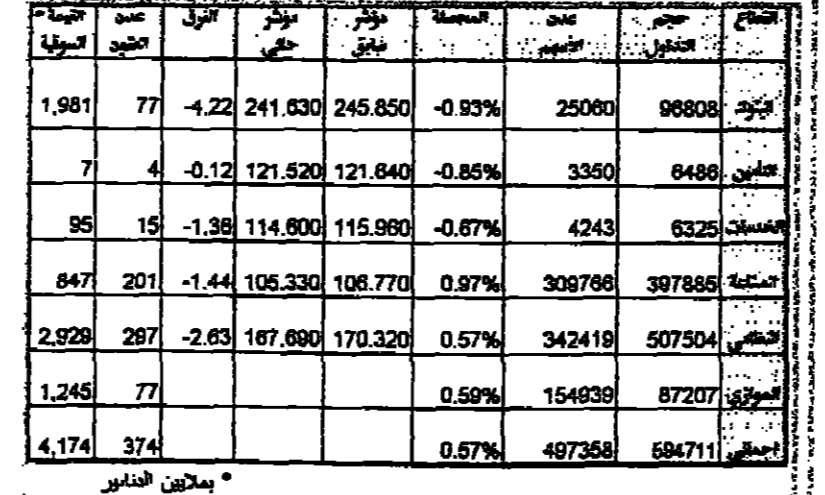 القطاع حجم التداول عدد الأسهم المحصلة مؤشر سابق مؤشر حالي الفرق عدد العقود القيمة* السوقية
البنوك 96808 25060 -0.93% 245.850 241.630 -4.22 77 1,981
التأمين 6486 3350 -0.85% 121.640 121.520 -0.12 4 7
الخدمات 6325 4243 -0.67% 115.960 114.600 -1.36 15 95
الصناعة 397885 309766 0.97% 106.770 105.330 -1.44 201 847
النظامي 507504 342419 0.57% 170.320 167.690 -2.63 297 2,929
الموازي 87207 154939 0.59% 77 1,245
اجمالي 594711 497358 0.57% 374 4,174
* بملايين الدنانير